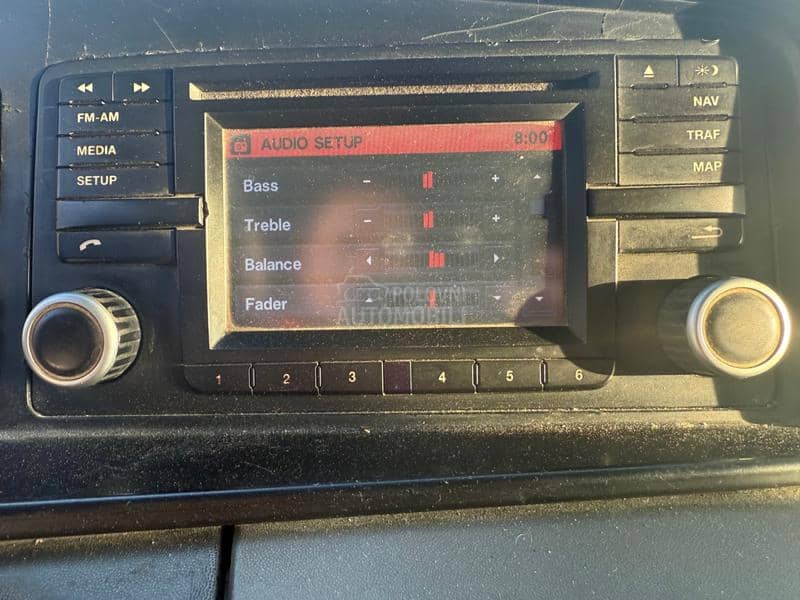 FM-AM
MEDIA
SETUP
AUDIO SETUP 8:00
Bass - +
Treble - +
Balance
Fader
POLOVNI
AUTOMOBILI
NAV
TRAF
MAP
1 2 3 4 5 6